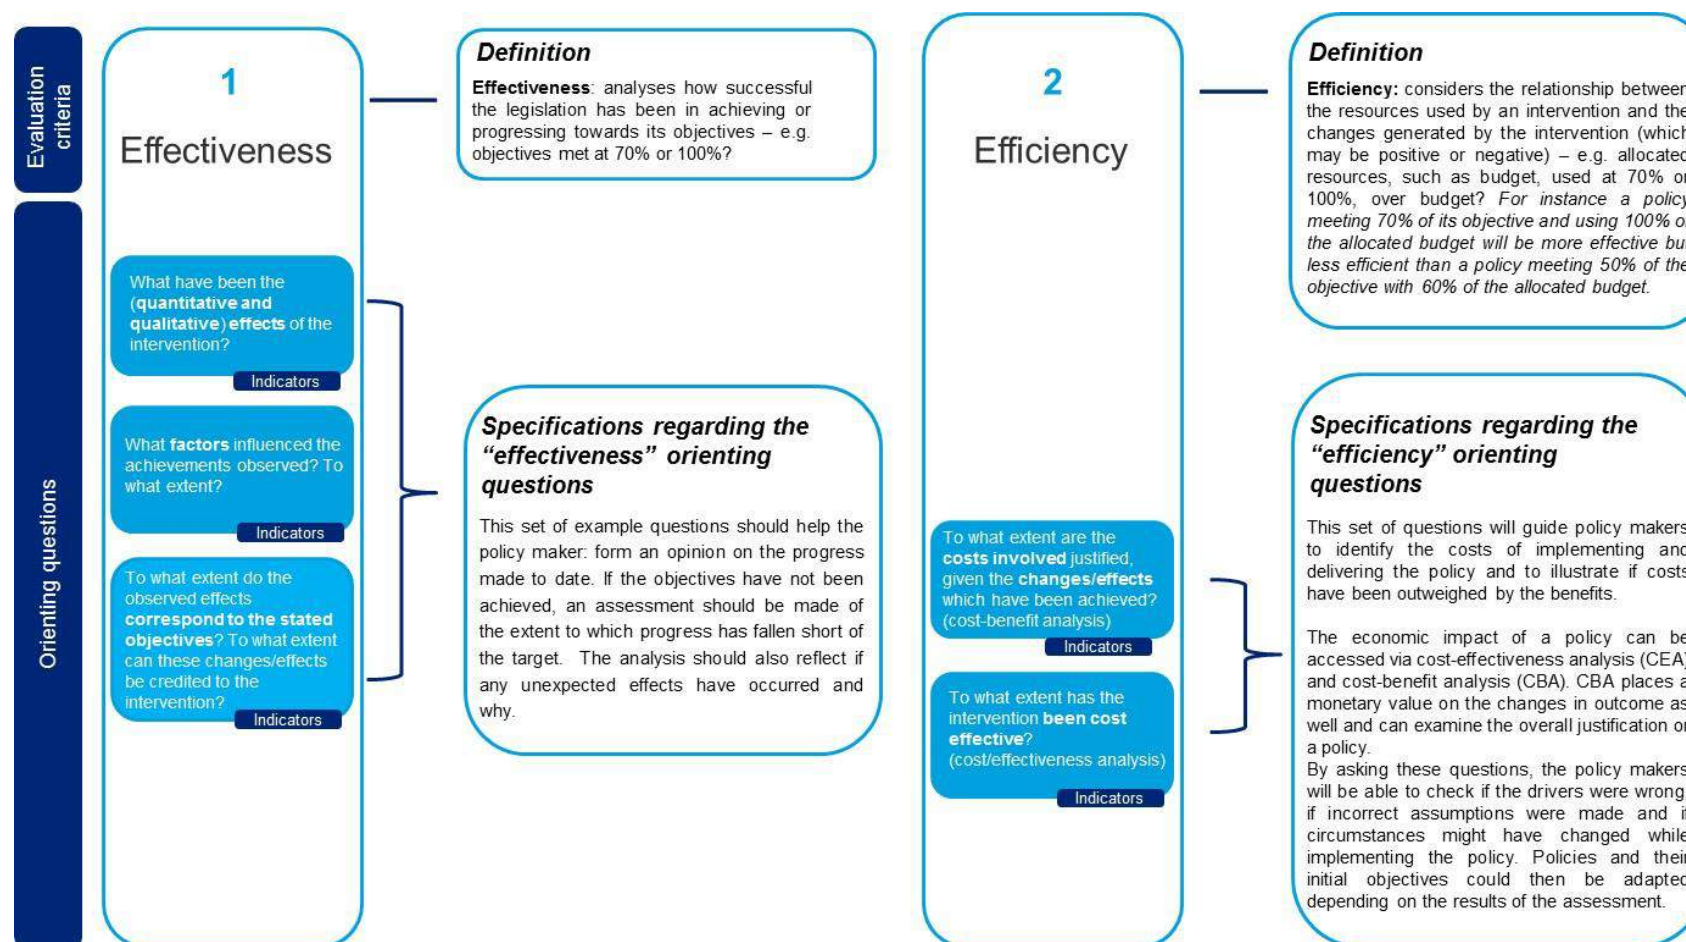 Evaluation
criteria
1
Effectiveness
Definition
Effectiveness: analyses how successful
the legislation has been in achieving or
progressing towards its objectives – e.g.
objectives met at 70% or 100%?
2
Efficiency
Definition
Efficiency: considers the relationship between
the resources used by an intervention and the
changes generated by the intervention (which
may be positive or negative) – e.g. allocated
resources, such as budget, used at 70% or
100%, over budget? For instance a policy
meeting 70% of its objective and using 100% of
the allocated budget will be more effective but
less efficient than a policy meeting 50% of the
objective with 60% of the allocated budget.
Orienting questions
What have been the
(quantitative and
qualitative) effects of the
intervention?
Indicators
What factors influenced the
achievements observed? To
what extent?
Indicators
To what extent do the
observed effects
correspond to the stated
objectives? To what extent
can these changes/effects
be credited to the
intervention?
Indicators
Specifications regarding the
“effectiveness” orienting
questions
This set of example questions should help the
policy maker: form an opinion on the progress
made to date. If the objectives have not been
achieved, an assessment should be made of
the extent to which progress has fallen short of
the target. The analysis should also reflect if
any unexpected effects have occurred and
why.
To what extent are the
costs involved justified,
given the changes/effects
which have been achieved?
(cost-benefit analysis)
Indicators
To what extent has the
intervention been cost
effective?
(cost/effectiveness analysis)
Indicators
Specifications regarding the
“efficiency” orienting
questions
This set of questions will guide policy makers
to identify the costs of implementing and
delivering the policy and to illustrate if costs
have been outweighed by the benefits.
The economic impact of a policy can be
accessed via cost-effectiveness analysis (CEA)
and cost-benefit analysis (CBA). CBA places a
monetary value on the changes in outcome as
well and can examine the overall justification or
a policy.
By asking these questions, the policy makers
will be able to check if the drivers were wrong,
if incorrect assumptions were made and if
circumstances might have changed while
implementing the policy. Policies and their
initial objectives could then be adapted
depending on the results of the assessment.